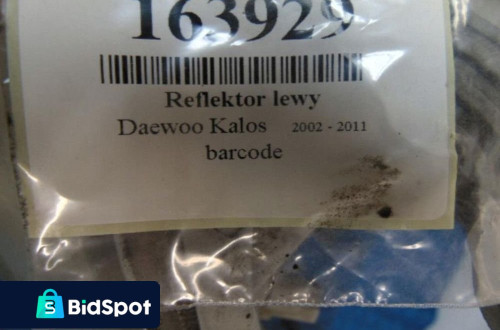 163929
Reflektor lewy
Daewoo Kalos 2002 - 2011
barcode
S BidSpot